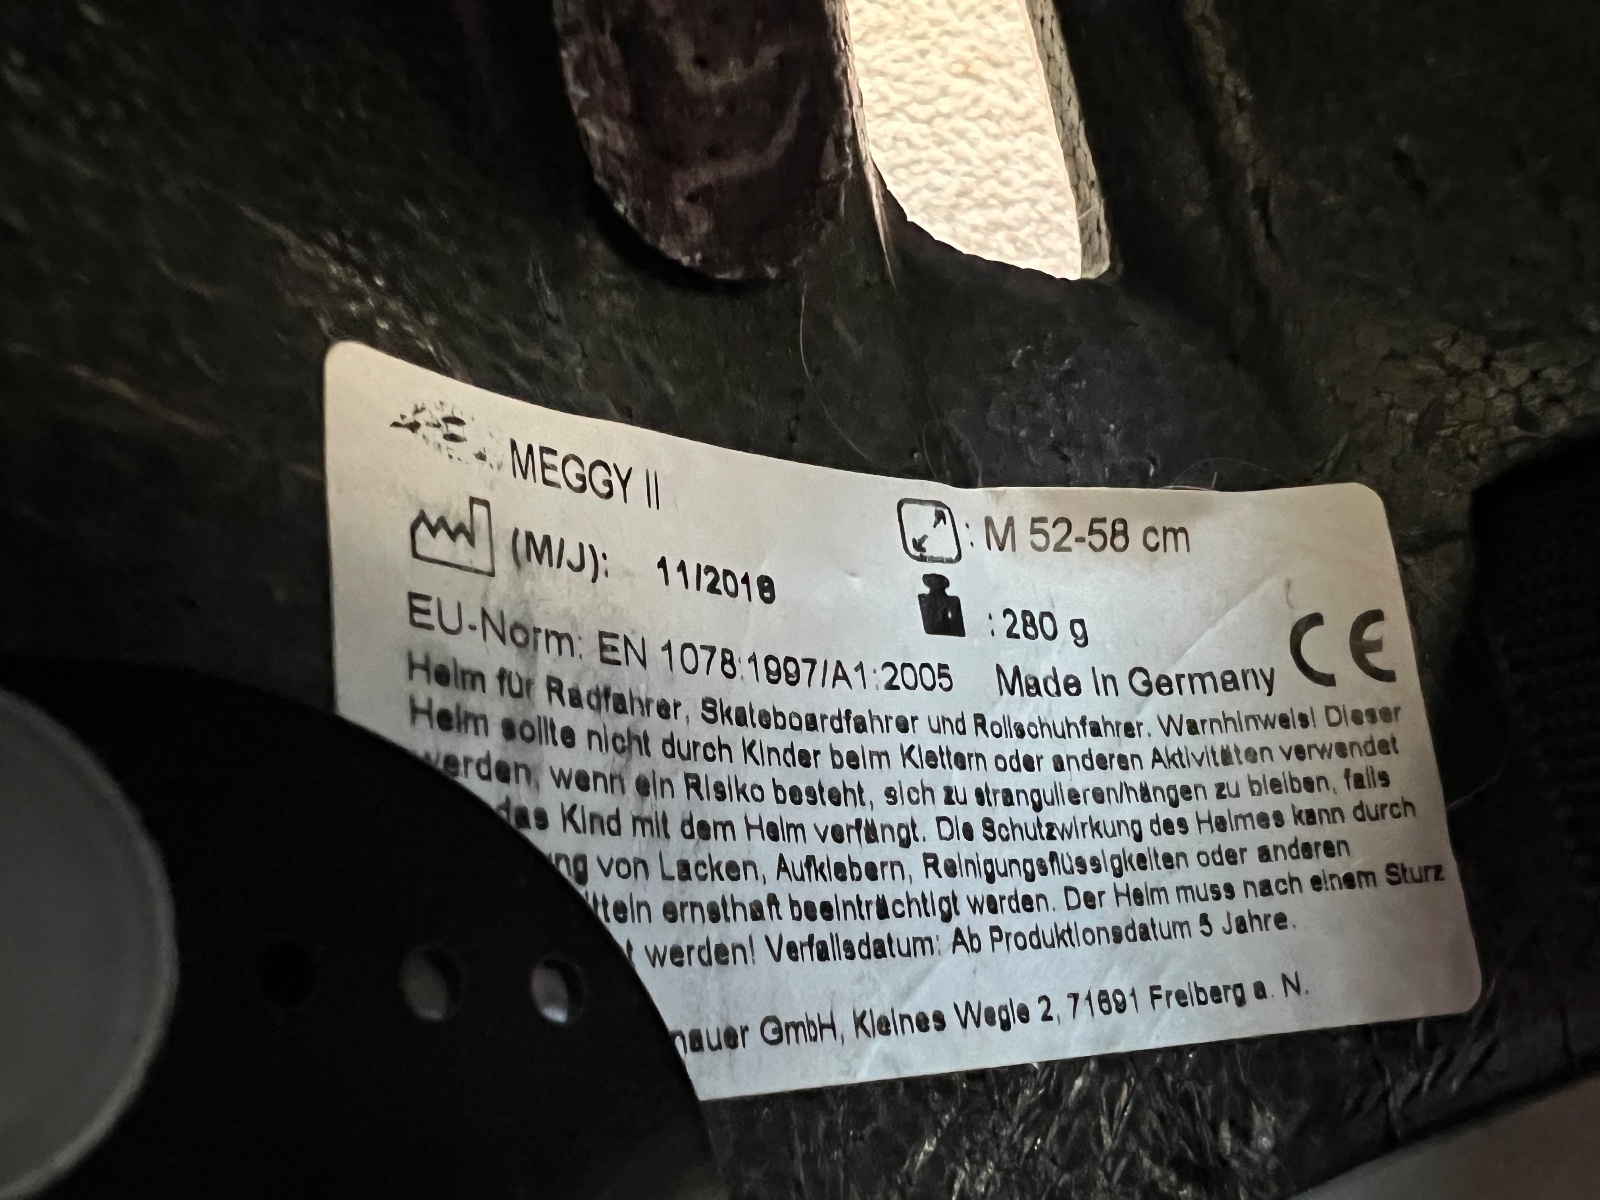 MEGGY II
(M/J): 11/2018
: M 52-58 cm
: 280 g
EU-Norm: EN 1078:1997/A1:2005 Made In Germany CE
Helm für Radfahrer, Skateboardfahrer und Rollschuhfahrer. Warnhinweis! Dieser
Helm sollte nicht durch Kinder beim Klettern oder anderen Aktivitäten verwendet
werden, wenn ein Risiko besteht, sich zu strangulieren/hängen zu bleiben, falls
das Kind mit dem Helm verfängt. Die Schutzwirkung des Helmes kann durch
ng von Lacken, Aufklebern, Reinigungsflüssigkeiten oder anderen
itteln ernsthaft beeinträchtigt werden. Der Helm muss nach einem Sturz
t werden! Verfallsdatum: Ab Produktionsdatum 5 Jahre.
nauer GmbH, Kleines Wegle 2, 71691 Freiberg a. N.